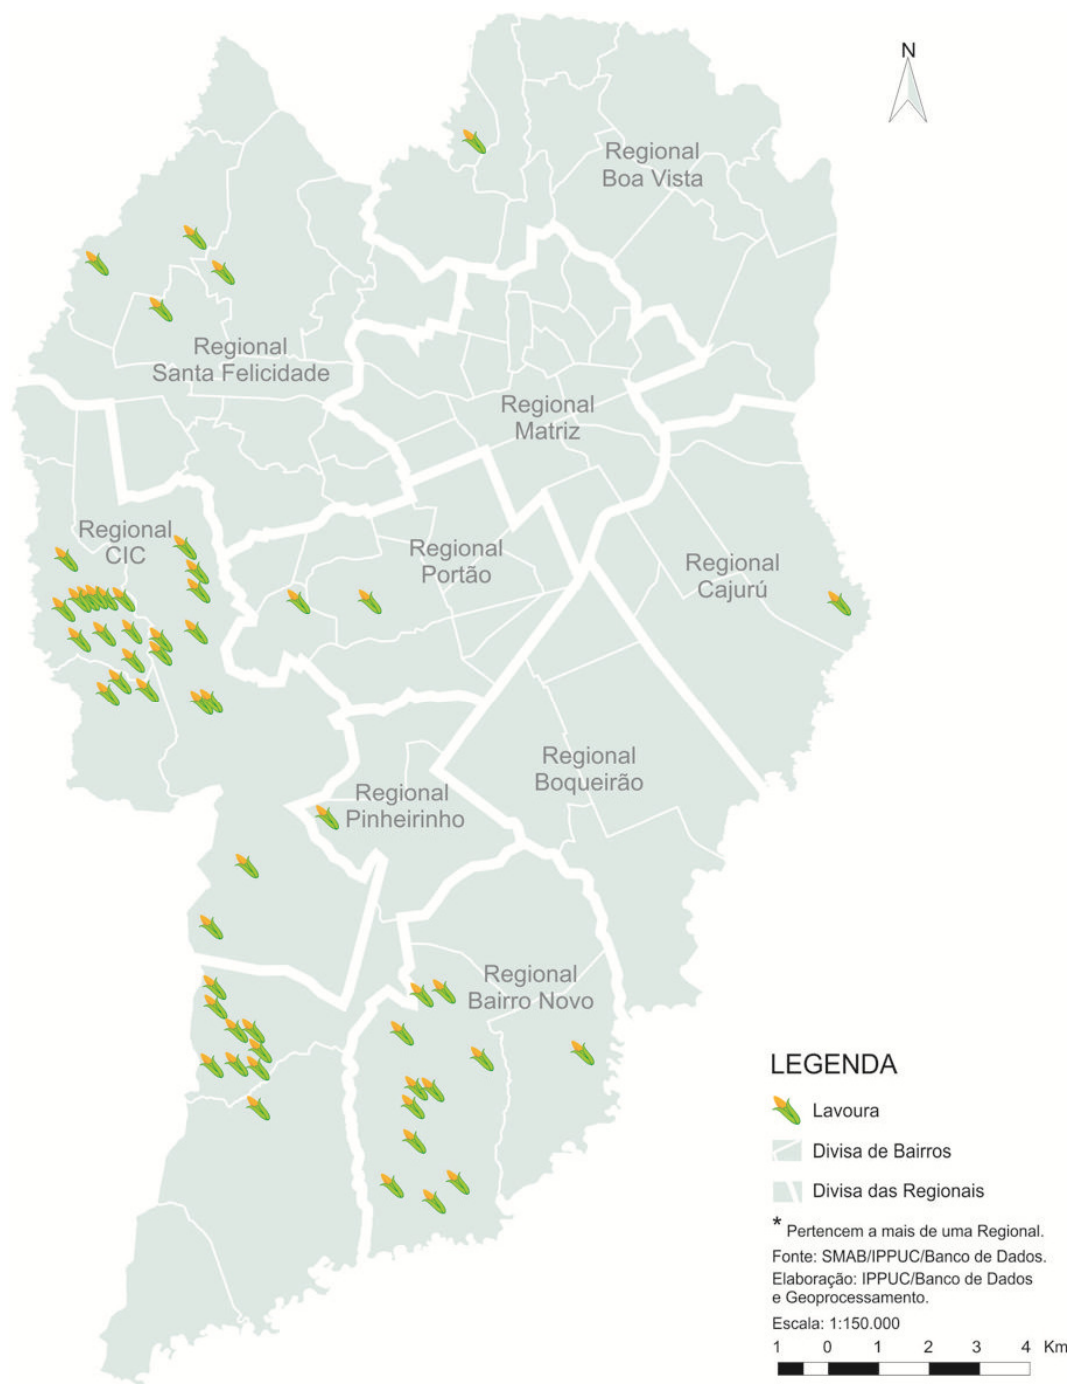 N
Regional
Boa Vista
Regional
Santa Felicidade
Regional
Matriz
Regional
CIC
Regional
Portão
Regional
Cajurú
Regional
Boqueirão
Regional
Pinheirinho
Regional
Bairro Novo
LEGENDA
Lavoura
Divisa de Bairros
Divisa das Regionais
* Pertencem a mais de uma Regional.
Fonte: SMAB/IPPUC/Banco de Dados.
Elaboração: IPPUC/Banco de Dados
e Geoprocessamento.
Escala: 1:150.000
1 0 1 2 3 4 Km